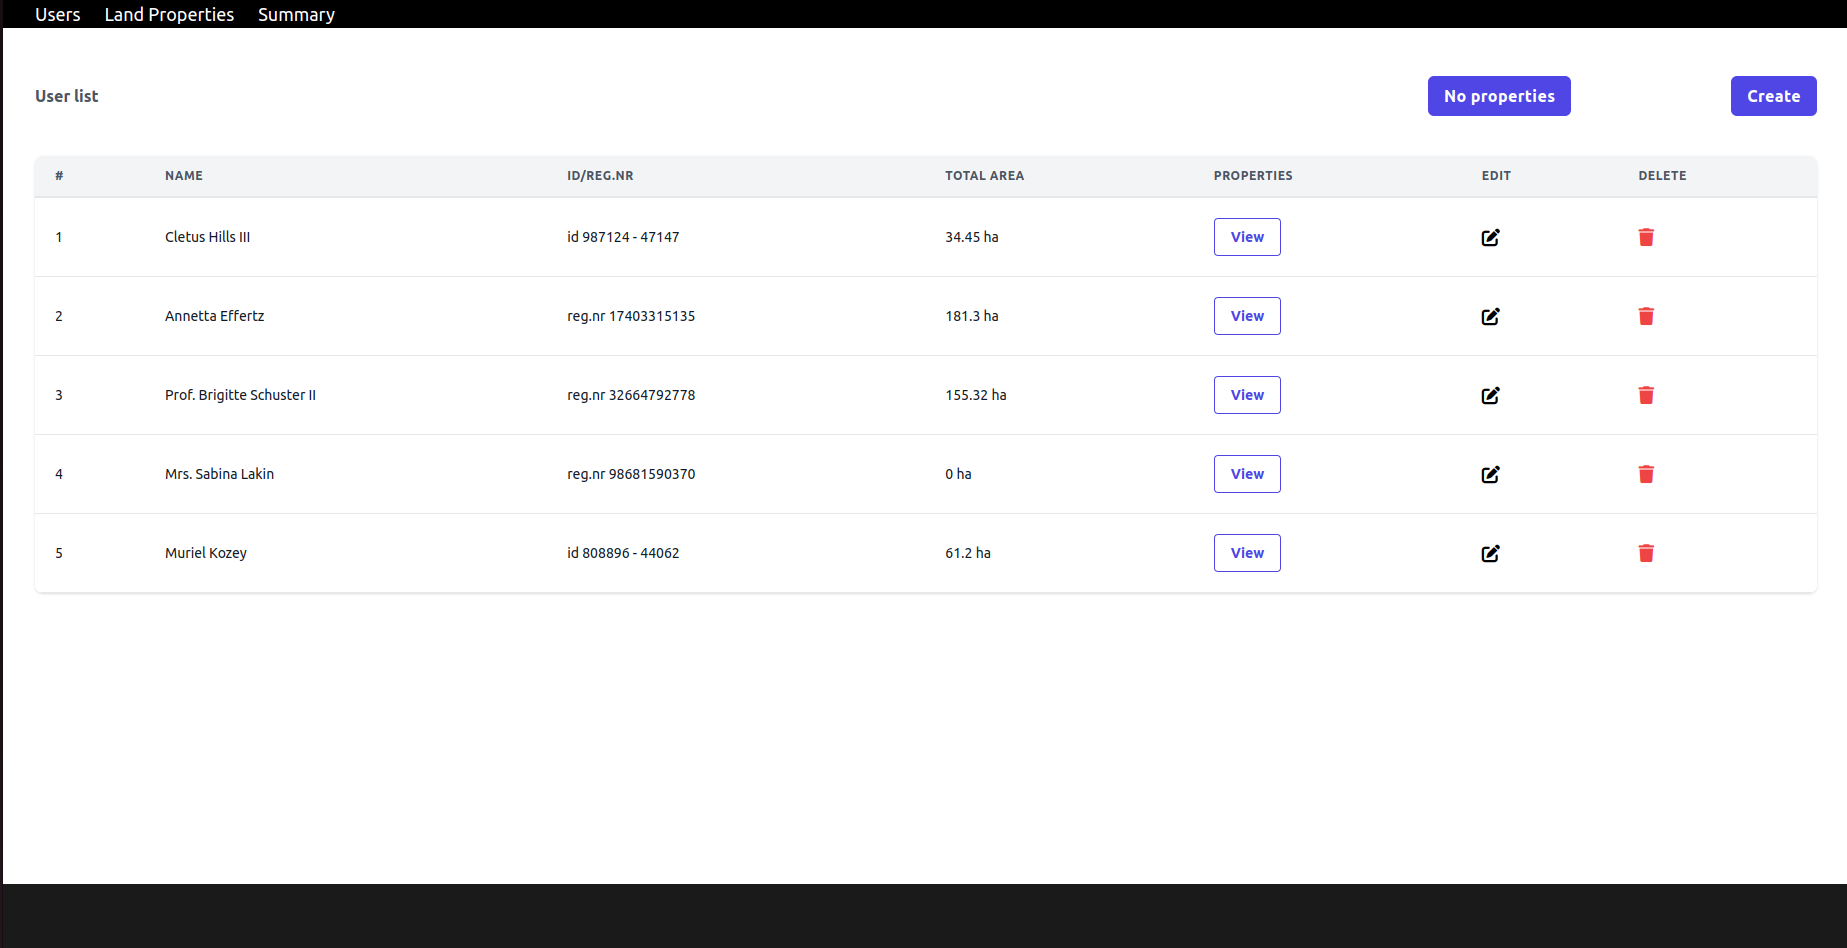 Users Land Properties Summary
User list No properties Create
# NAME ID/REG.NR TOTAL AREA PROPERTIES EDIT DELETE
1 Cletus Hills III id 987124 - 47147 34.45 ha View
2 Annetta Effertz reg.nr 17403315135 181.3 ha View
3 Prof. Brigitte Schuster II reg.nr 32664792778 155.32 ha View
4 Mrs. Sabina Lakin reg.nr 98681590370 0 ha View
5 Muriel Kozey id 808896 - 44062 61.2 ha View